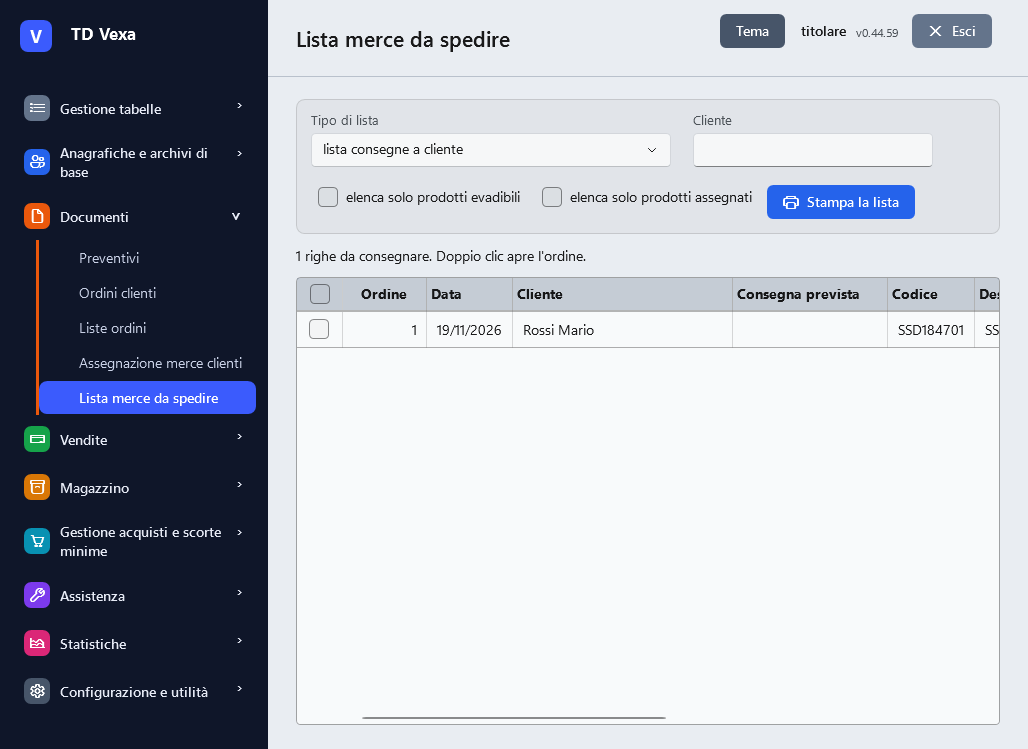 V
TD Vexa
Gestione tabelle
Anagrafiche e archivi di
base
Documenti
Preventivi
Ordini clienti
Liste ordini
Assegnazione merce clienti
Lista merce da spedire
Vendite
Magazzino
Gestione acquisti e scorte
minime
Assistenza
Statistiche
Configurazione e utilità
Lista merce da spedire
Tema
titolare v0.44.59
Esci
Tipo di lista
Cliente
lista consegne a cliente
elenca solo prodotti evadibili
elenca solo prodotti assegnati
Stampa la lista
1 righe da consegnare. Doppio clic apre l'ordine.
Ordine Data Cliente Consegna prevista Codice Des
1 19/11/2026 Rossi Mario SSD184701 SS